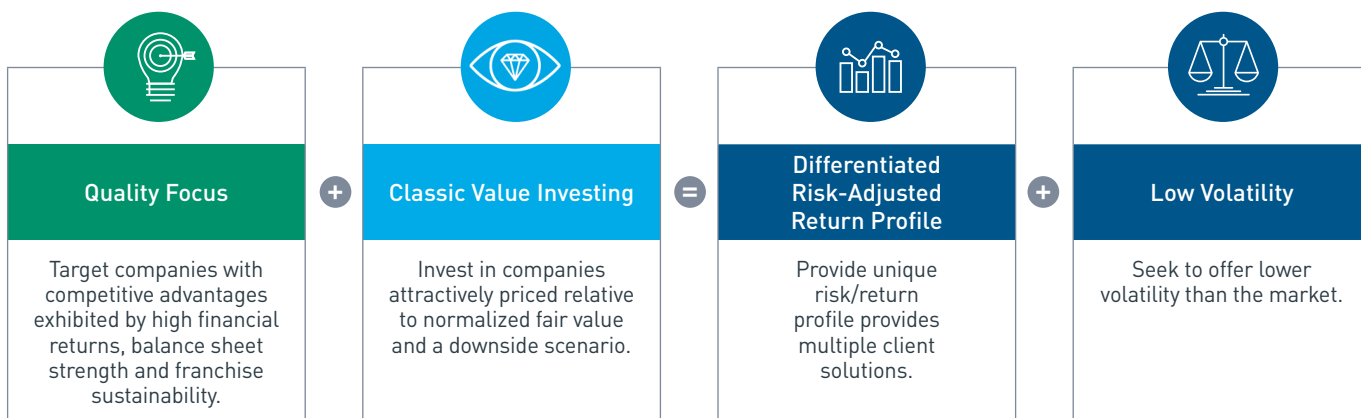 Quality Focus
Target companies with
competitive advantages
exhibited by high financial
returns, balance sheet
strength and franchise
sustainability.
+
Classic Value Investing
Invest in companies
attractively priced relative
to normalized fair value
and a downside scenario.
=
Differentiated
Risk-Adjusted
Return Profile
Provide unique
risk/return
profile provides
multiple client
solutions.
+
Low Volatility
Seek to offer lower
volatility than the market.